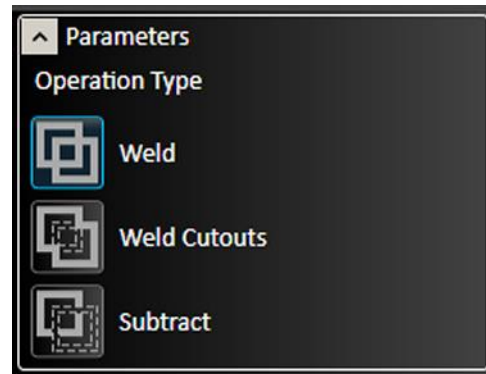 Parameters
Operation Type
Weld
Weld Cutouts
Subtract